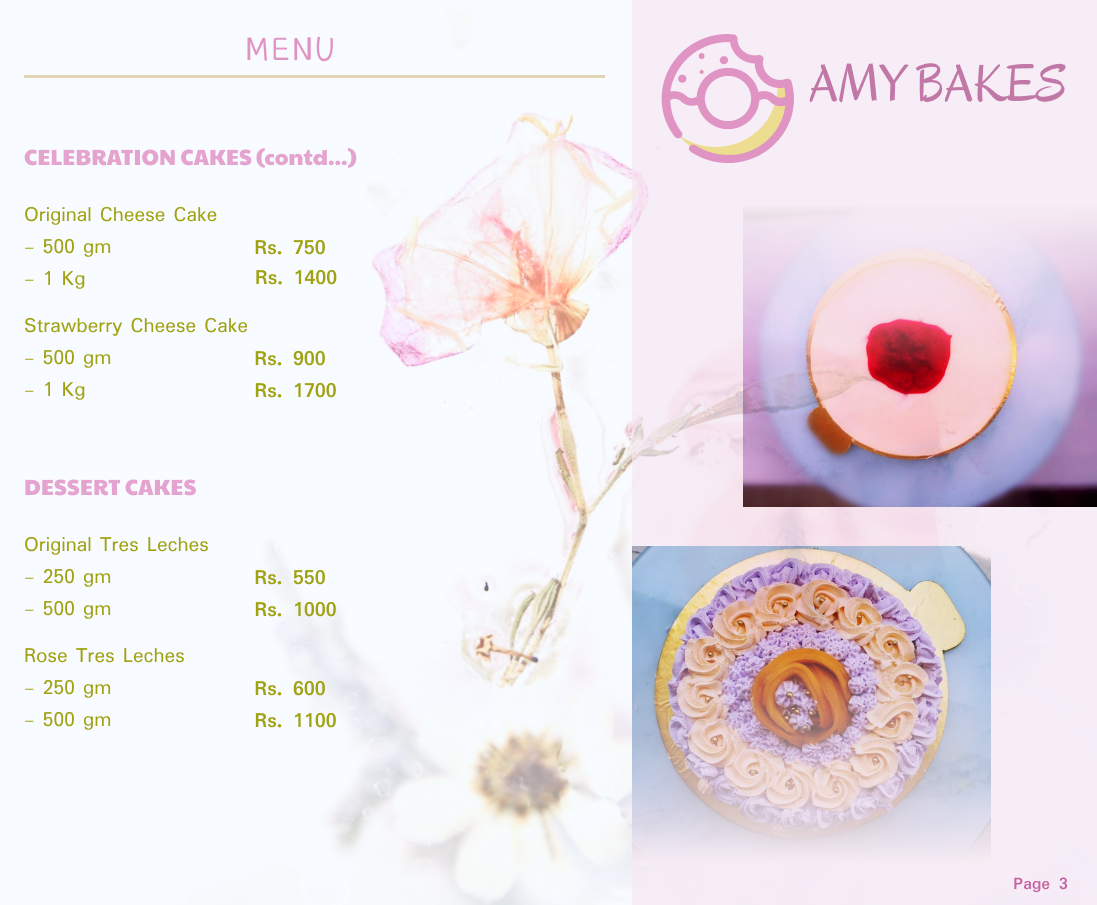 MENU
AMY BAKES
CELEBRATION CAKES (contd...)
Original Cheese Cake
– 500 gm Rs. 750
– 1 Kg Rs. 1400
Strawberry Cheese Cake
– 500 gm Rs. 900
– 1 Kg Rs. 1700
DESSERT CAKES
Original Tres Leches
– 250 gm Rs. 550
– 500 gm Rs. 1000
Rose Tres Leches
– 250 gm Rs. 600
– 500 gm Rs. 1100
Page 3